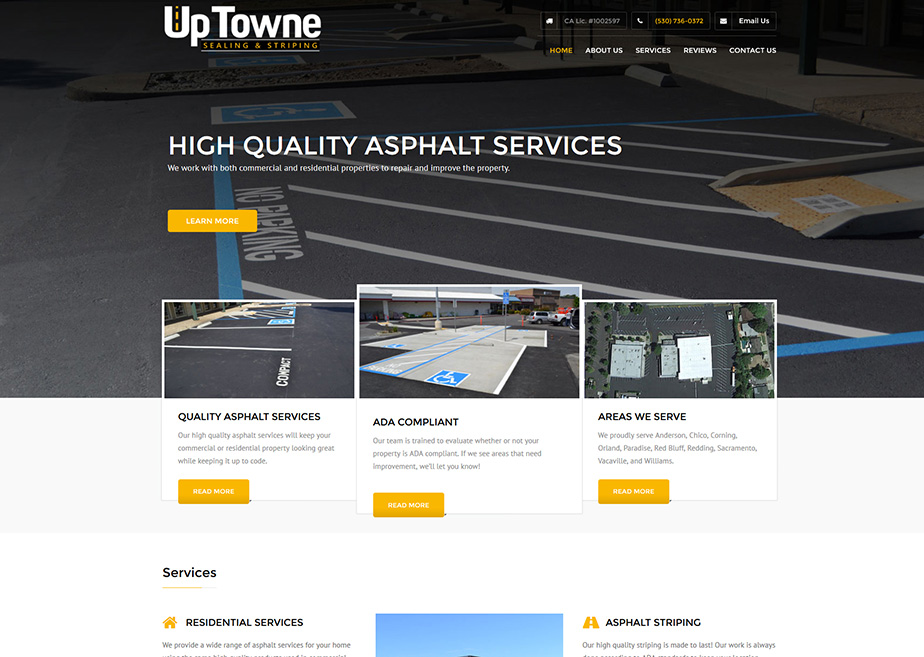 Up Towne
SEALING & STRIPING
CA Lic. #1002597
(530) 736-0372
Email Us
HOME ABOUT US SERVICES REVIEWS CONTACT US
HIGH QUALITY ASPHALT SERVICES
We work with both commercial and residential properties to repair and improve the property.
LEARN MORE
NO PARKING
COMPACT
QUALITY ASPHALT SERVICES
Our high quality asphalt services will keep your
commercial or residential property looking great
while keeping it up to code.
READ MORE
ADA COMPLIANT
Our team is trained to evaluate whether or not your
property is ADA compliant. If we see areas that need
improvement, we'll let you know!
READ MORE
AREAS WE SERVE
We proudly serve Anderson, Chico, Corning,
Orland, Paradise, Red Bluff, Redding, Sacramento,
Vacaville, and Williams.
READ MORE
Services
RESIDENTIAL SERVICES
We provide a wide range of asphalt services for your home
ASPHALT STRIPING
Our high quality striping is made to last! Our work is always